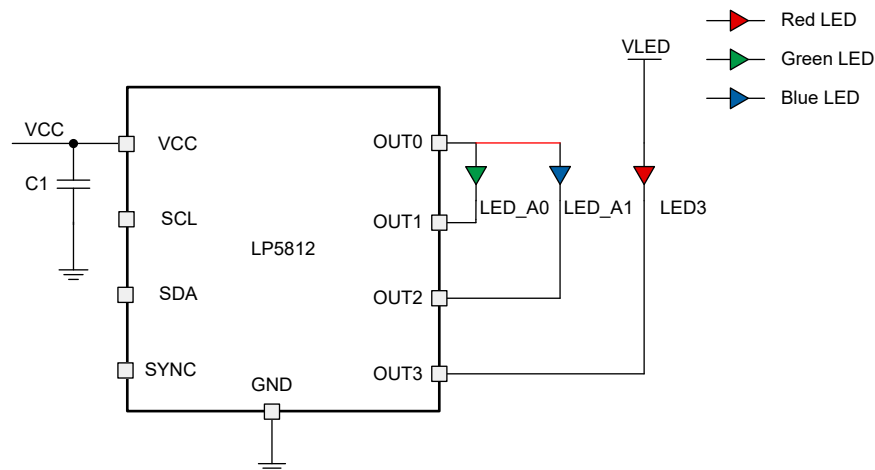 Red LED
Green LED
Blue LED
VLED
VCC
C1
VCC
SCL
SDA
SYNC
GND
LP5812
OUT0
OUT1
OUT2
OUT3
LED_A0
LED_A1
LED3